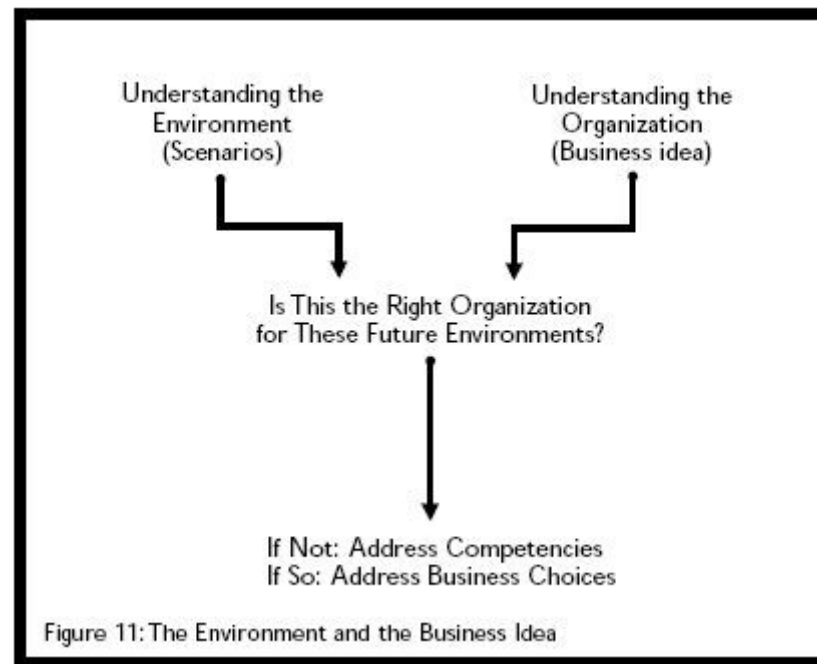 Understanding the
Environment
(Scenarios)
Understanding the
Organization
(Business idea)
Is This the Right Organization
for These Future Environments?
If Not: Address Competencies
If So: Address Business Choices
Figure 11: The Environment and the Business Idea